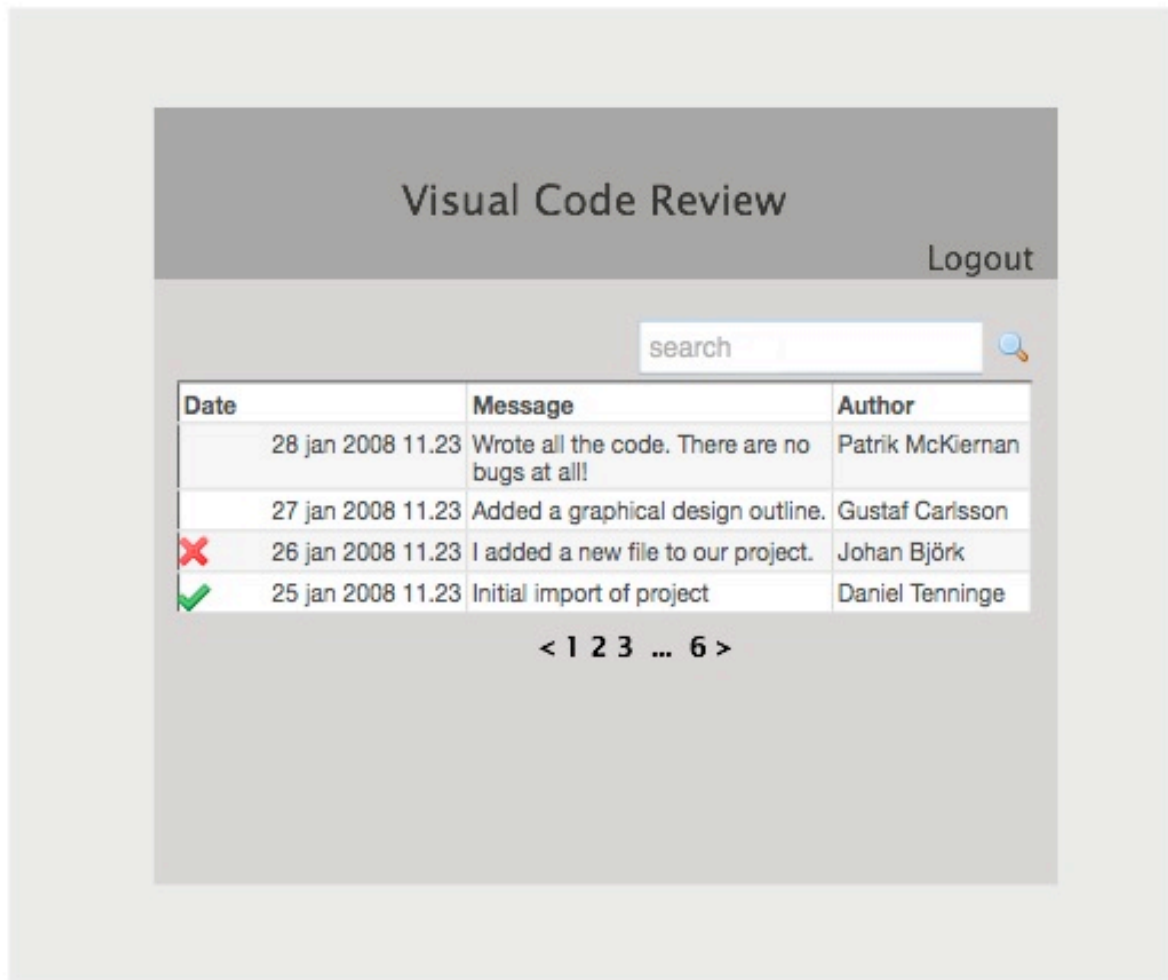 Visual Code Review
Logout
search
Date Message Author
28 jan 2008 11.23 Wrote all the code. There are no Patrik McKiernan
bugs at all!
27 jan 2008 11.23 Added a graphical design outline. Gustaf Carlsson
26 jan 2008 11.23 I added a new file to our project. Johan Björk
25 jan 2008 11.23 Initial import of project Daniel Tenninge
< 1 2 3 ... 6 >